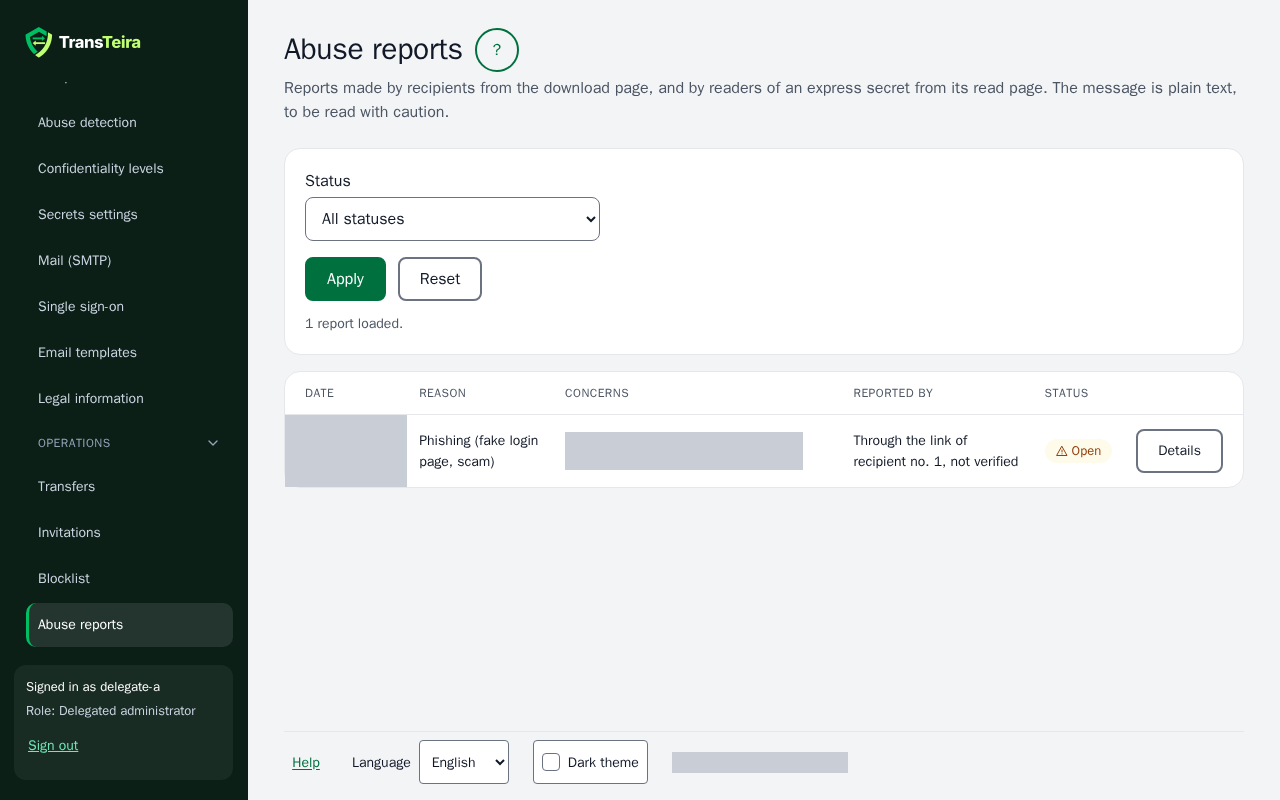 TransTeira
Abuse detection
Confidentiality levels
Secrets settings
Mail (SMTP)
Single sign-on
Email templates
Legal information
OPERATIONS
Transfers
Invitations
Blocklist
Abuse reports
Signed in as delegate-a
Role: Delegated administrator
Sign out
Abuse reports ?
Reports made by recipients from the download page, and by readers of an express secret from its read page. The message is plain text,
to be read with caution.
Status
All statuses
Apply Reset
1 report loaded.
DATE REASON CONCERNS REPORTED BY STATUS
Phishing (fake login
page, scam)
Through the link of
recipient no. 1, not verified
Open
Details
Help Language English Dark theme